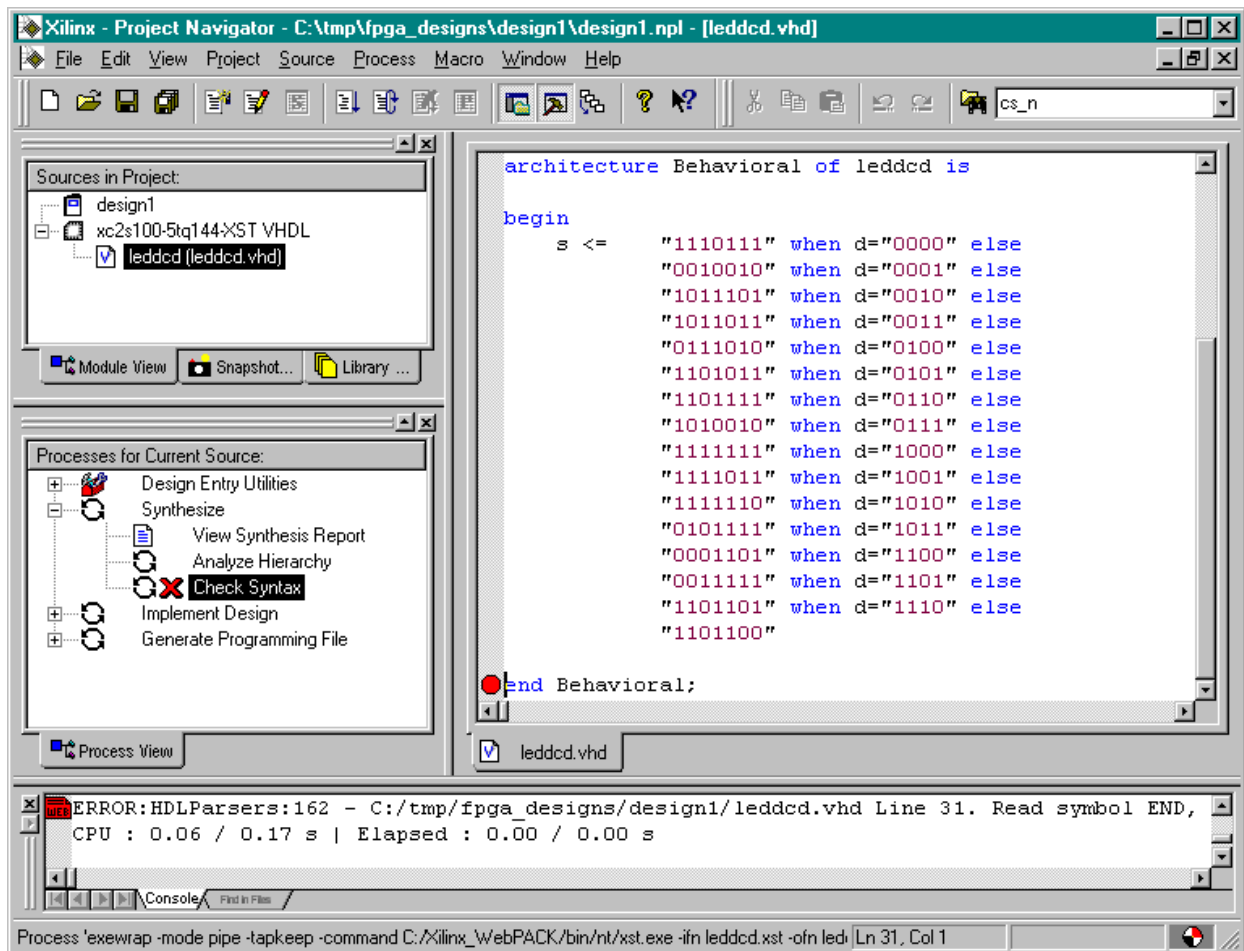 Xilinx - Project Navigator - C:\tmp\fpga_designs\design1\design1.npl - [leddcd.vhd]
File Edit View Project Source Process Macro Window Help
cs_n
Sources in Project:
design1
xc2s100-5tq144-XST VHDL
leddcd (leddcd.vhd)
Module View Snapshot... Library ...
Processes for Current Source:
Design Entry Utilities
Synthesize
View Synthesis Report
Analyze Hierarchy
Check Syntax
Implement Design
Generate Programming File
Process View
architecture Behavioral of leddcd is
begin
s <= "1110111" when d="0000" else
"0010010" when d="0001" else
"1011101" when d="0010" else
"1011011" when d="0011" else
"0111010" when d="0100" else
"1101011" when d="0101" else
"1101111" when d="0110" else
"1010010" when d="0111" else
"1111111" when d="1000" else
"1111011" when d="1001" else
"1111110" when d="1010" else
"0101111" when d="1011" else
"0001101" when d="1100" else
"0011111" when d="1101" else
"1101101" when d="1110" else
"1101100"
end Behavioral;
leddcd.vhd
WEB
ERROR:HDLParsers:162 - C:/tmp/fpga_designs/design1/leddcd.vhd Line 31. Read symbol END,
CPU : 0.06 / 0.17 s | Elapsed : 0.00 / 0.00 s
Console Find in Files
Process 'exewrap -mode pipe -tapkeep -command C:/Xilinx_WebPACK/bin/nt/xst.exe -ifn leddcd.xst -ofn led Ln 31, Col 1